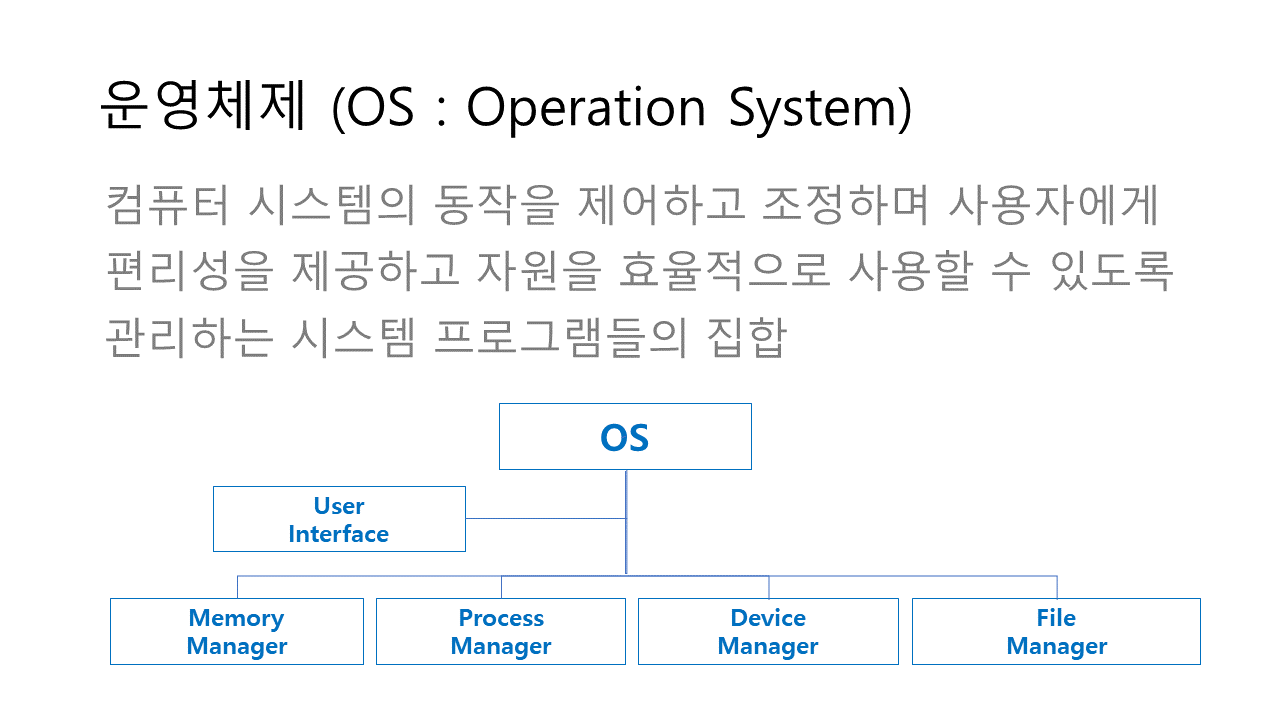 운영체제 (OS : Operation System)
컴퓨터 시스템의 동작을 제어하고 조정하며 사용자에게
편리성을 제공하고 자원을 효율적으로 사용할 수 있도록
관리하는 시스템 프로그램들의 집합
OS
User
Interface
Memory
Manager
Process
Manager
Device
Manager
File
Manager